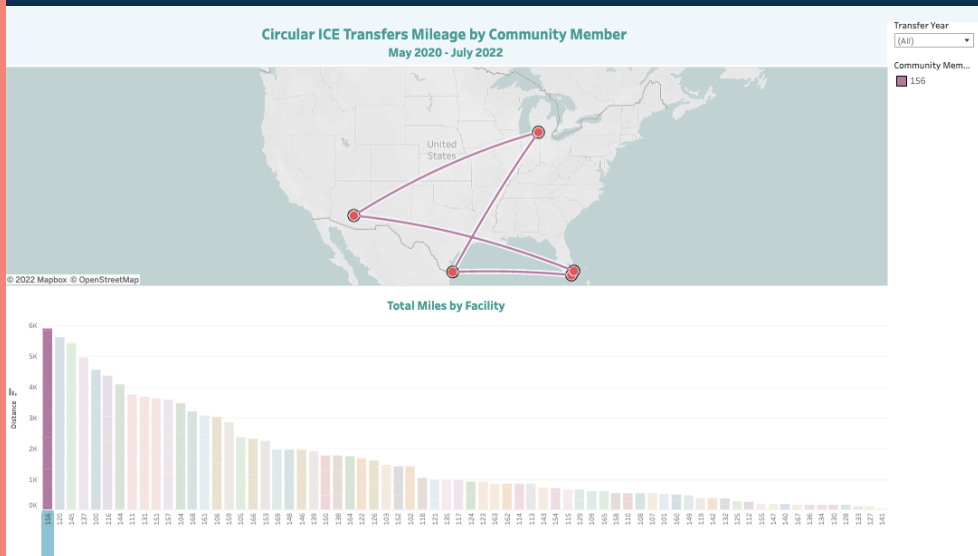 Circular ICE Transfers Mileage by Community Member
May 2020 - July 2022
Transfer Year
(All)
Community Mem...
156
United
States
© 2022 Mapbox © OpenStreetMap
Total Miles by Facility
Distance
6K
5K
4K
3K
2K
1K
0K
156 120 145 137 100 116 144 111 131 151 157 104 168 161 106 159 105 166 153 169 148 146 139 150 138 164 122 126 103 152 102 118 121 135 117 124 123 163 162 114 113 143 154 115 129 109 165 158 110 108 107 101 160 149 119 142 132 125 112 155 147 140 167 136 134 130 128 133 127 141